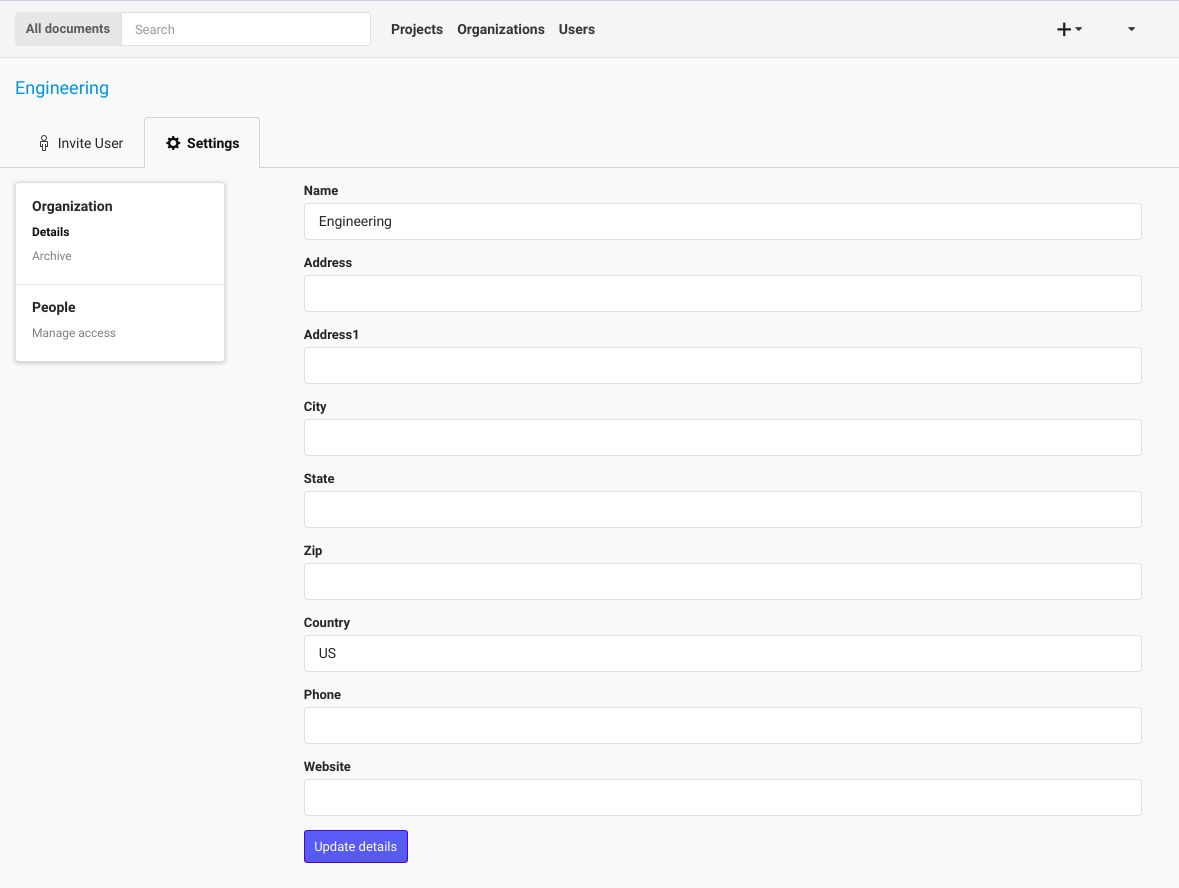 All documents Search Projects Organizations Users
Engineering
Invite User Settings
Organization
Details
Archive
People
Manage access
Name
Engineering
Address
Address1
City
State
Zip
Country
US
Phone
Website
Update details